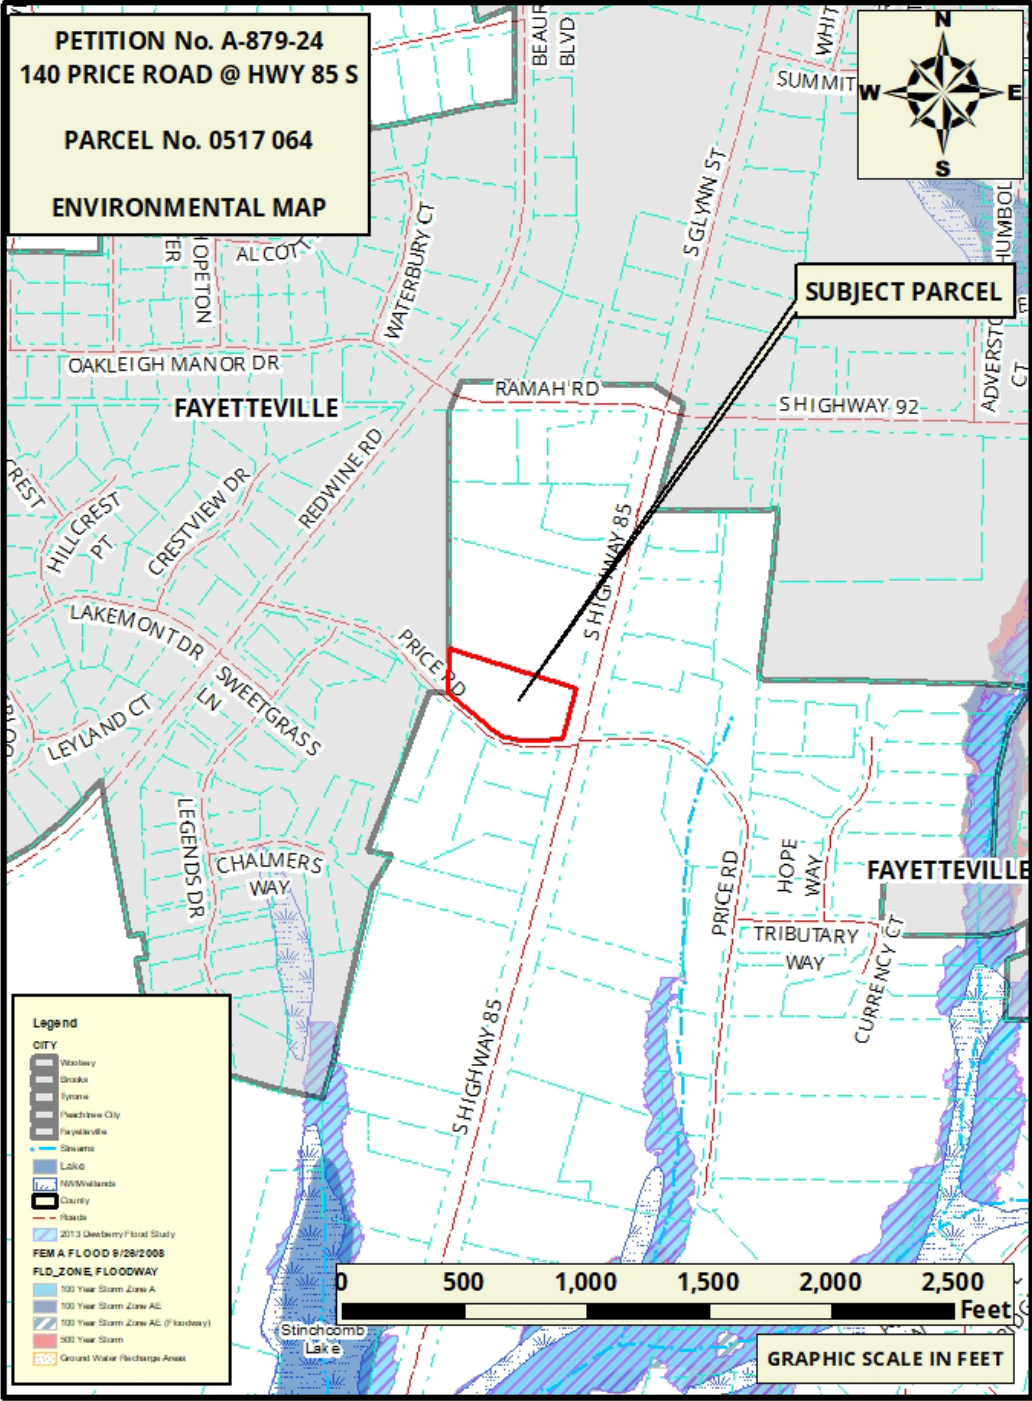 PETITION No. A-879-24
140 PRICE ROAD @ HWY 85 S
PARCEL No. 0517 064
ENVIRONMENTAL MAP
BEAUR
BLVD
WHIT
SUMMIT
N
W
E
S
S GLYNN ST
HUMBOL
TER
HOPETON
ALCOTT
WATERBURY CT
SUBJECT PARCEL
ADVERSTO
CT
OAKLEIGH MANOR DR
RAMAH RD
S HIGHWAY 92
FAYETTEVILLE
REDWINE RD
CREST
HILLCREST
PT
CRESTVIEW DR
S HIGHWAY 85
LAKEMONT DR
PRICE RD
SWEETGRASS
LN
LEYLAND CT
LEGENDS DR
CHALMERS
WAY
PRICE RD
HOPE
WAY
FAYETTEVILLE
TRIBUTARY
WAY
CURRENCY CT
S HIGHWAY 85
Legend
CITY
Woolsey
Brooks
Tyrone
Peachtree City
Fayetteville
Streams
Lake
NWIWetlands
County
Roads
2013 Dewberry Flood Study
FEMA FLOOD 9/26/2008
FLD_ZONE, FLOODWAY
100 Year Storm Zone A
100 Year Storm Zone AE
100 Year Storm Zone AE (Floodway)
500 Year Storm
Ground Water Recharge Areas
0 500 1,000 1,500 2,000 2,500
Feet
Stinchcomb
Lake
GRAPHIC SCALE IN FEET